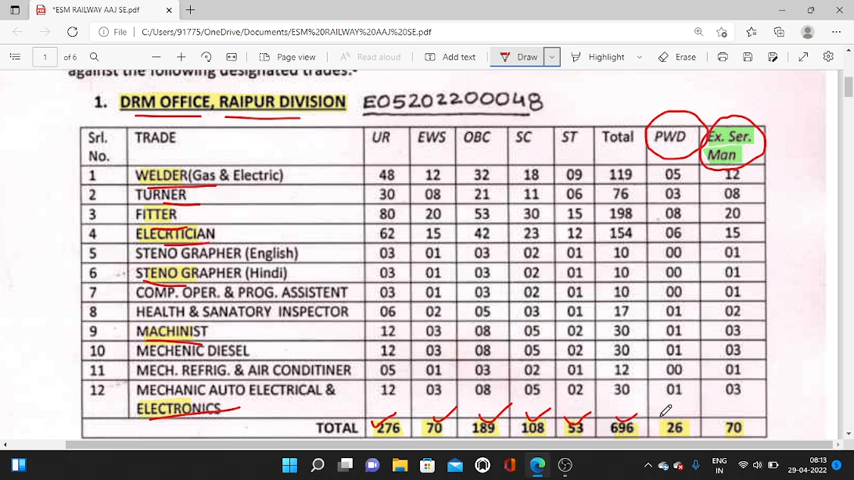 *ESM RAILWAY AAJ SE.pdf
File
C:/Users/91775/OneDrive/Documents/ESM%20RAILWAY%20AAJ%20SE.pdf
1 of 6
Page view
Read aloud
Add text
Draw
Highlight
Erase
against the following designated trades:-
1. DRM OFFICE, RAIPUR DIVISION E05202200048
Srl. No. TRADE UR EWS OBC SC ST Total PWD Ex. Ser. Man
1 WELDER(Gas & Electric) 48 12 32 18 09 119 05 12
2 TURNER 30 08 21 11 06 76 03 08
3 FITTER 80 20 53 30 15 198 08 20
4 ELECRTICIAN 62 15 42 23 12 154 06 15
5 STENO GRAPHER (English) 03 01 03 02 01 10 00 01
6 STENO GRAPHER (Hindi) 03 01 03 02 01 10 00 01
7 COMP. OPER. & PROG. ASSISTENT 03 01 03 02 01 10 00 01
8 HEALTH & SANATORY INSPECTOR 06 02 05 03 01 17 01 02
9 MACHINIST 12 03 08 05 02 30 01 03
10 MECHENIC DIESEL 12 03 08 05 02 30 01 03
11 MECH. REFRIG. & AIR CONDITINER 05 01 03 02 01 12 00 01
12 MECHANIC AUTO ELECTRICAL & ELECTRONICS 12 03 08 05 02 30 01 03
TOTAL 276 70 189 108 53 696 26 70
ENG
IN
08:13
29-04-2022